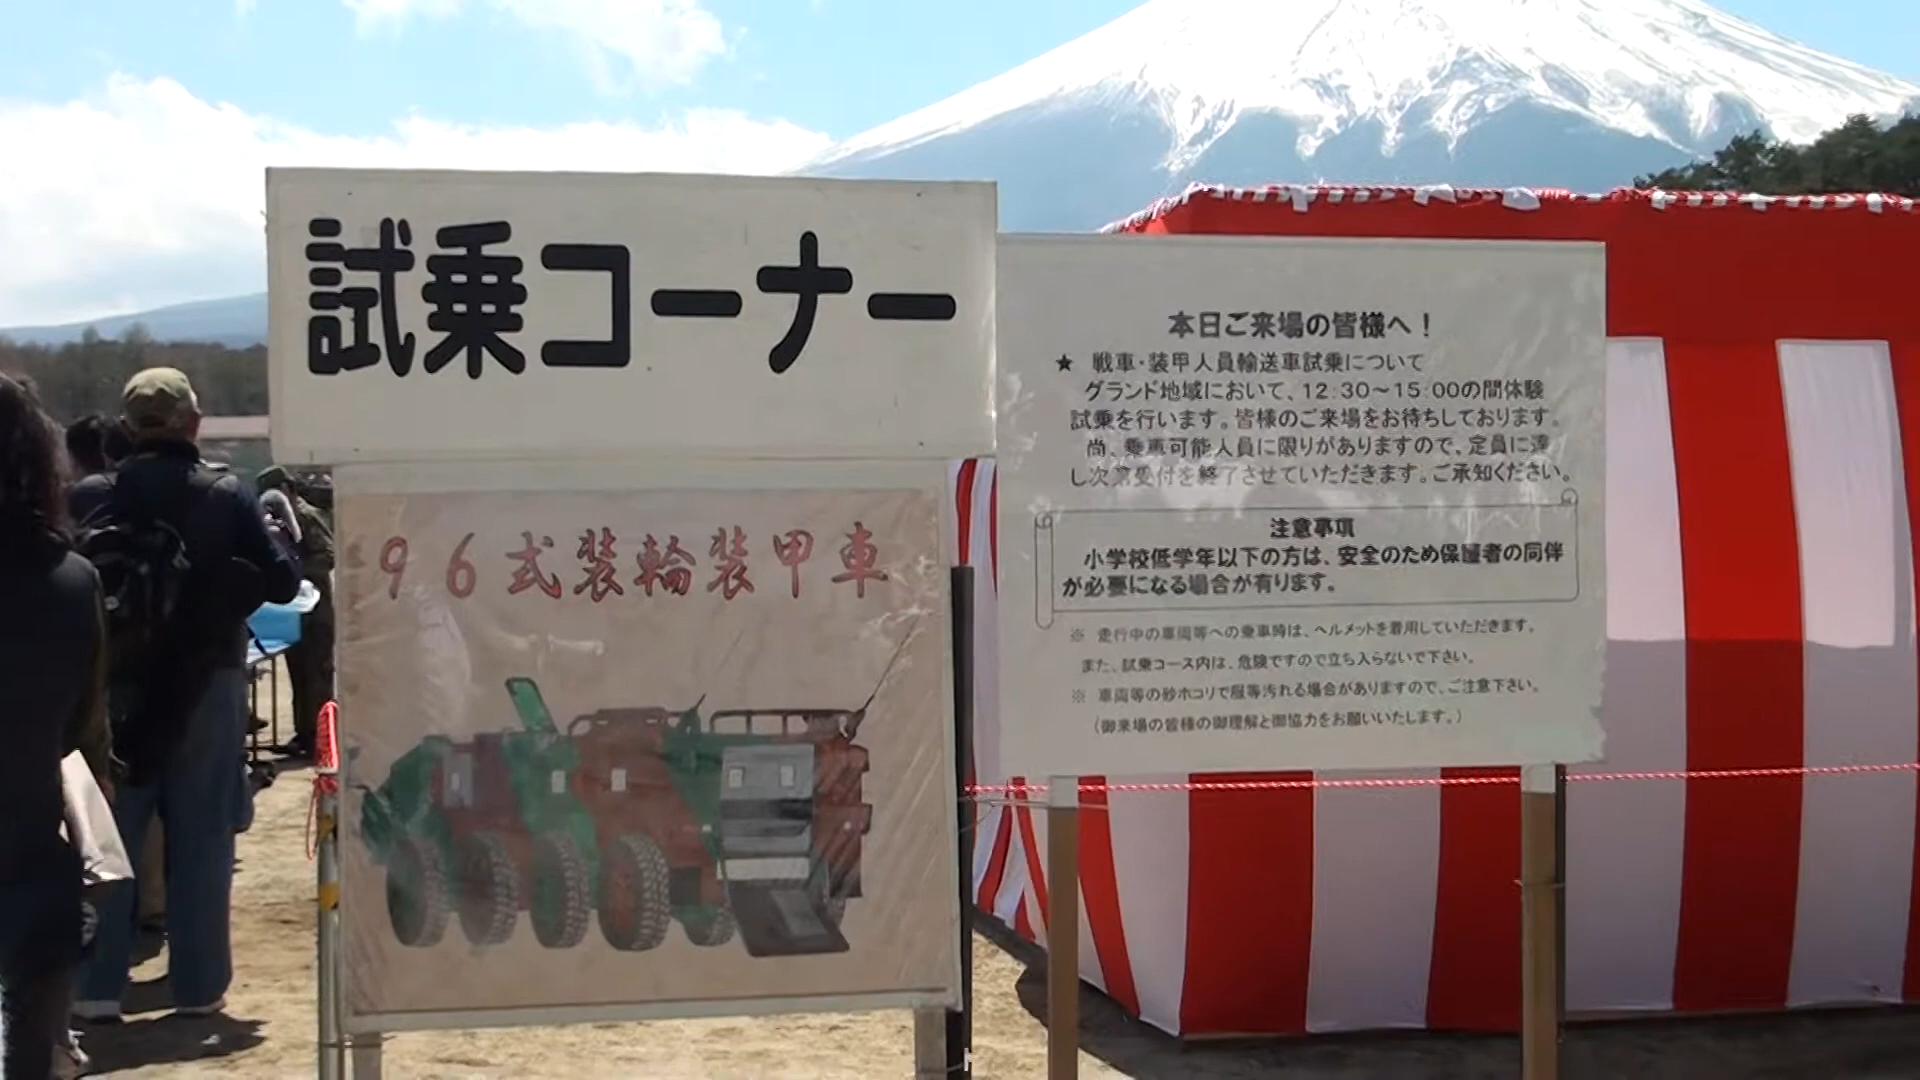 試乗コーナー
96式装輪装甲車
本日ご来場の皆様へ！
★ 戦車・装甲人員輸送車試乗について
グランド地域において、12:30～15:00の間体験
試乗を行います。皆様のご来場をお待ちしております。
尚、乗車可能人員に限りがありますので、定員に達
し次第受付を終了させていただきます。ご承知ください。
注意事項
小学校低学年以下の方は、安全のため保護者の同伴
が必要になる場合が有ります。
※ 走行中の車両等への乗車時は、ヘルメットを着用していただきます。
また、試乗コース内は、危険ですので立ち入らないで下さい。
※ 車両等の砂ホコリで服等汚れる場合がありますので、ご注意下さい。
（御来場の皆様の御理解と御協力をお願いいたします。）